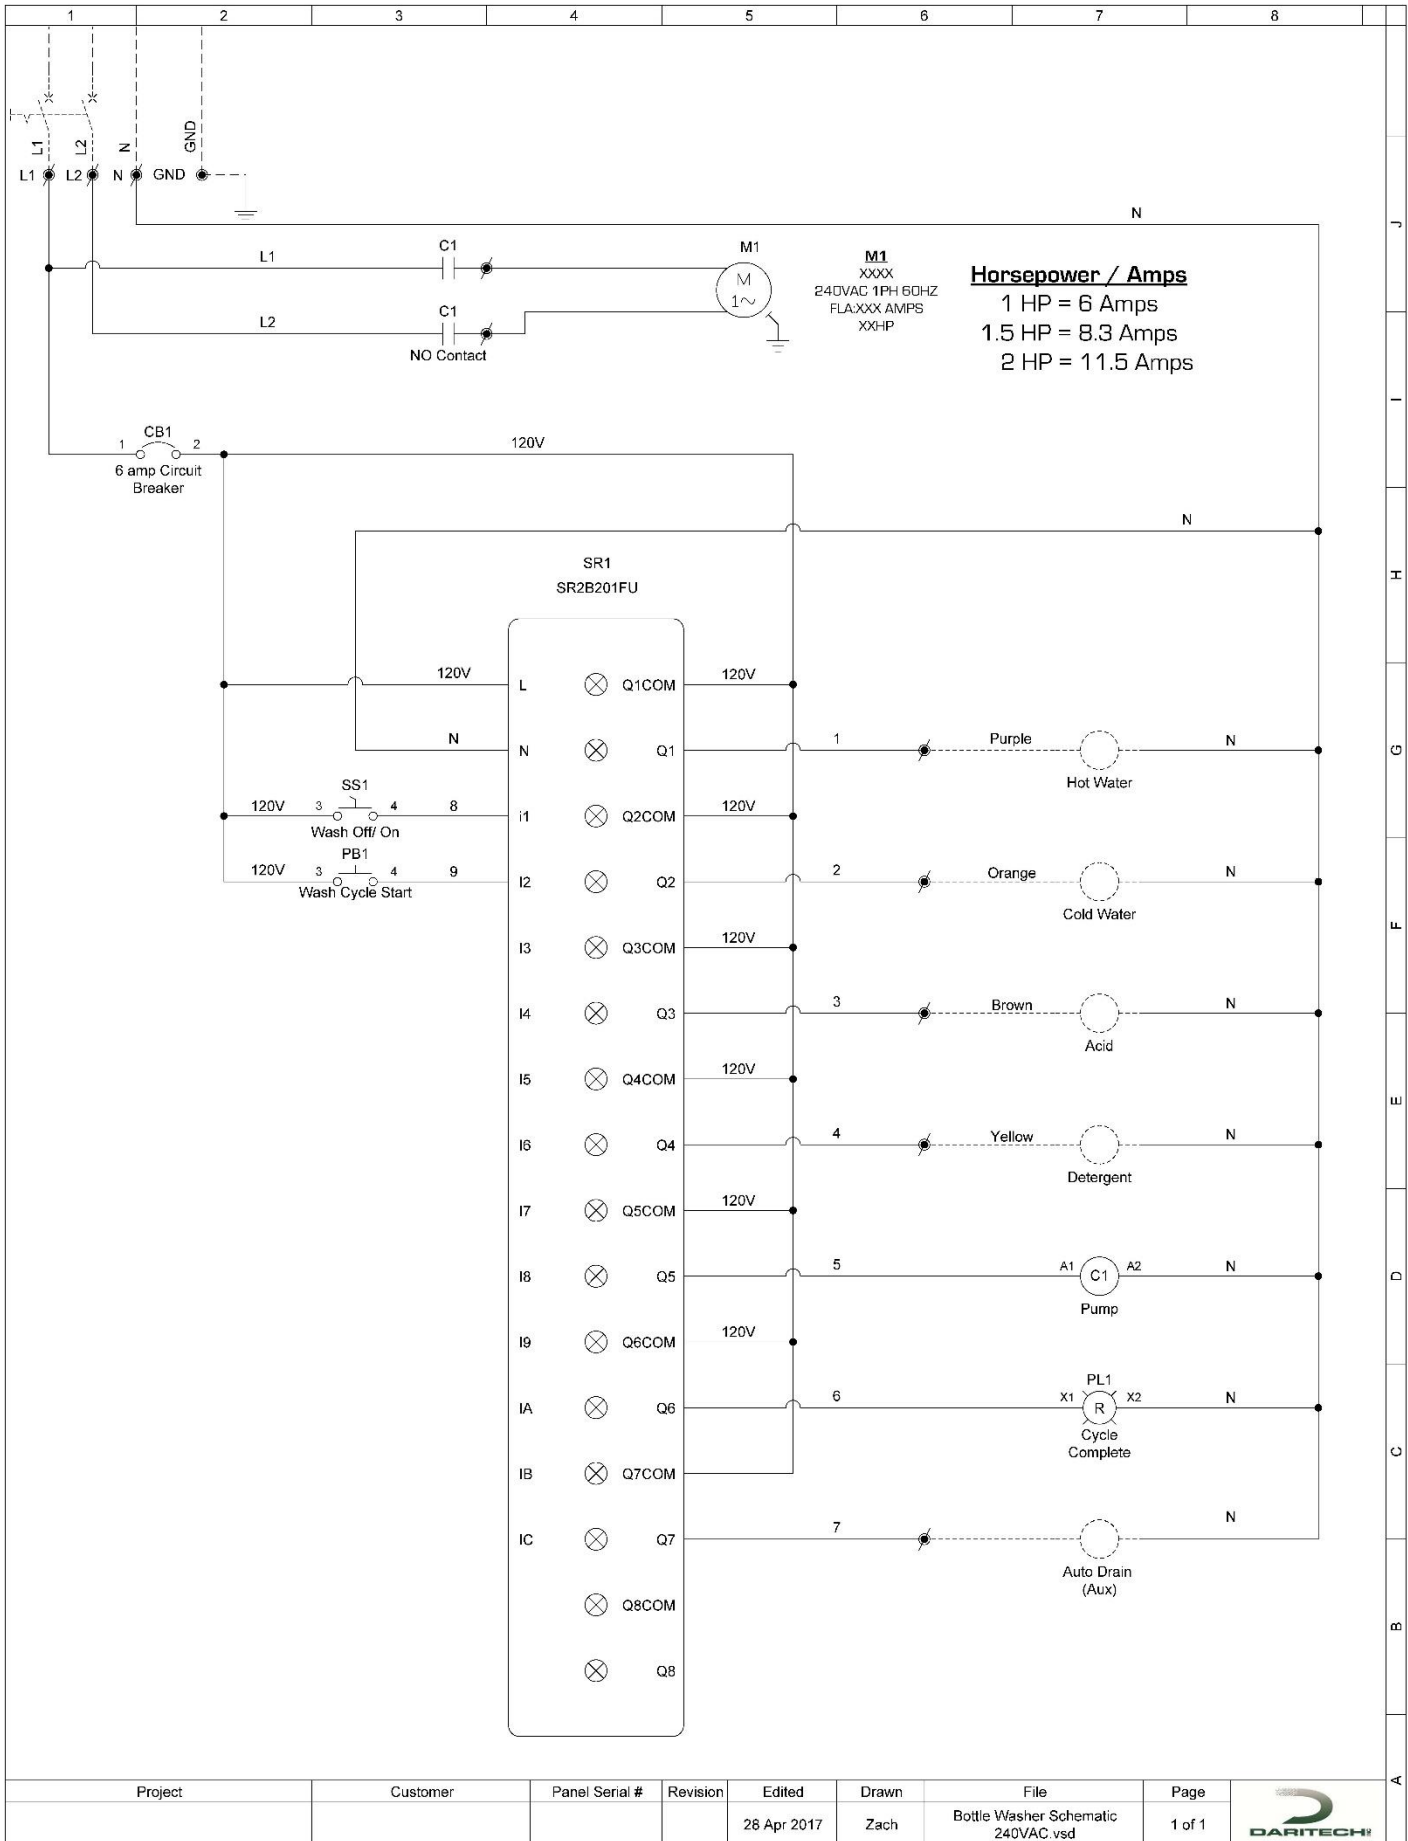 1 2 3 4 5 6 7 8
L1 L2 N GND
L1 L2 N GND
N
J
L1 C1 M1
M
1~
M1
XXXX
240VAC 1PH 60HZ
FLA:XXX AMPS
XXHP
Horsepower / Amps
1 HP = 6 Amps
1.5 HP = 8.3 Amps
2 HP = 11.5 Amps
L2 C1
NO Contact
I
CB1
1 2 120V
6 amp Circuit
Breaker
N
SR1
SR2B201FU
H
120V L Q1COM 120V
N N Q1 1 Purple N
Hot Water
G
SS1
120V 3 4 8 i1 Q2COM 120V
Wash Off/ On
PB1
120V 3 4 9 I2 Q2 2 Orange N
Wash Cycle Start
Cold Water
F
I3 Q3COM 120V
I4 Q3 3 Brown N
Acid
I5 Q4COM 120V
E
I6 Q4 4 Yellow N
Detergent
I7 Q5COM 120V
I8 Q5 5 A1 C1 A2 N
Pump
D
I9 Q6COM 120V
PL1
IA Q6 6 X1 R X2 N
Cycle
Complete
C
IB Q7COM
IC Q7 7 N
Auto Drain
(Aux)
Q8COM
B
Q8
A
Project Customer Panel Serial # Revision Edited Drawn File Page
28 Apr 2017 Zach Bottle Washer Schematic
240VAC.vsd
1 of 1
DARITECH